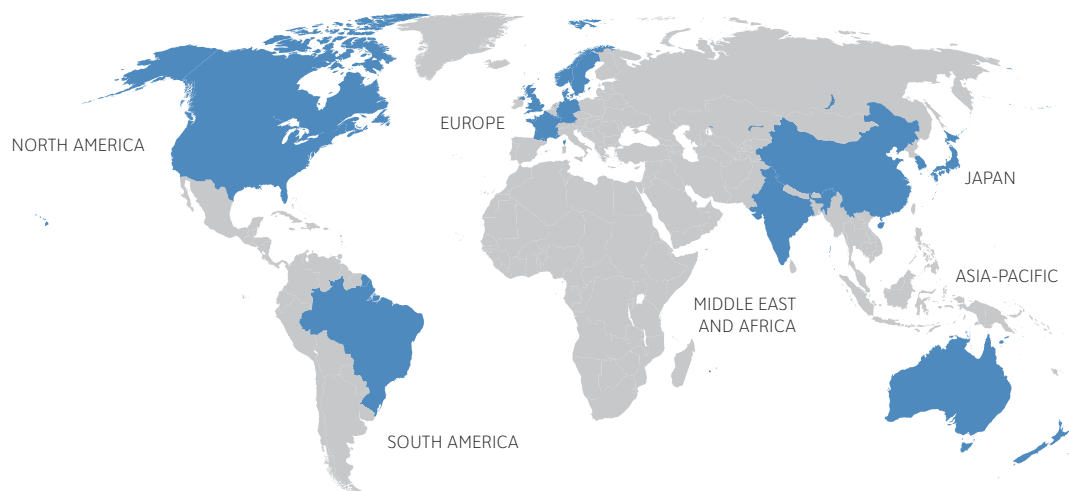 NORTH AMERICA
EUROPE
JAPAN
ASIA-PACIFIC
MIDDLE EAST
AND AFRICA
SOUTH AMERICA